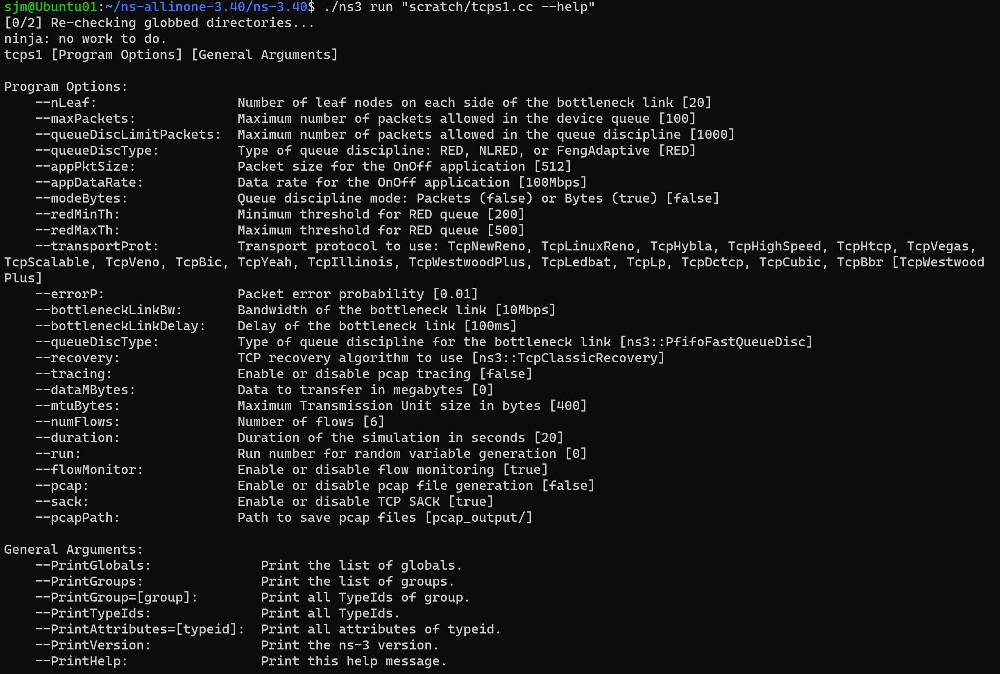 sjm@Ubuntu01:~/ns-allinone-3.40/ns-3.40$ ./ns3 run "scratch/tcps1.cc --help"
[0/2] Re-checking globbed directories...
ninja: no work to do.
tcps1 [Program Options] [General Arguments]

Program Options:
    --nLeaf:                  Number of leaf nodes on each side of the bottleneck link [20]
    --maxPackets:             Maximum number of packets allowed in the device queue [100]
    --queueDiscLimitPackets:  Maximum number of packets allowed in the queue discipline [1000]
    --queueDiscType:          Type of queue discipline: RED, NLRED, or FengAdaptive [RED]
    --appPktSize:             Packet size for the OnOff application [512]
    --appDataRate:            Data rate for the OnOff application [100Mbps]
    --modeBytes:              Queue discipline mode: Packets (false) or Bytes (true) [false]
    --redMinTh:               Minimum threshold for RED queue [200]
    --redMaxTh:               Maximum threshold for RED queue [500]
    --transportProt:          Transport protocol to use: TcpNewReno, TcpLinuxReno, TcpHybla, TcpHighSpeed, TcpHtcp, TcpVegas,
TcpScalable, TcpVeno, TcpBic, TcpYeah, TcpIllinois, TcpWestwoodPlus, TcpLedbat, TcpLp, TcpDctcp, TcpCubic, TcpBbr [TcpWestwood
Plus]
    --errorP:                 Packet error probability [0.01]
    --bottleneckLinkBw:       Bandwidth of the bottleneck link [10Mbps]
    --bottleneckLinkDelay:    Delay of the bottleneck link [100ms]
    --queueDiscType:          Type of queue discipline for the bottleneck link [ns3::PfifoFastQueueDisc]
    --recovery:               TCP recovery algorithm to use [ns3::TcpClassicRecovery]
    --tracing:                Enable or disable pcap tracing [false]
    --dataMBytes:             Data to transfer in megabytes [0]
    --mtuBytes:               Maximum Transmission Unit size in bytes [400]
    --numFlows:               Number of flows [6]
    --duration:               Duration of the simulation in seconds [20]
    --run:                    Run number for random variable generation [0]
    --flowMonitor:            Enable or disable flow monitoring [true]
    --pcap:                   Enable or disable pcap file generation [false]
    --sack:                   Enable or disable TCP SACK [true]
    --pcapPath:               Path to save pcap files [pcap_output/]

General Arguments:
    --PrintGlobals:              Print the list of globals.
    --PrintGroups:               Print the list of groups.
    --PrintGroup=[group]:        Print all TypeIds of group.
    --PrintTypeIds:              Print all TypeIds.
    --PrintAttributes=[typeid]:  Print all attributes of typeid.
    --PrintVersion:              Print the ns-3 version.
    --PrintHelp:                 Print this help message.